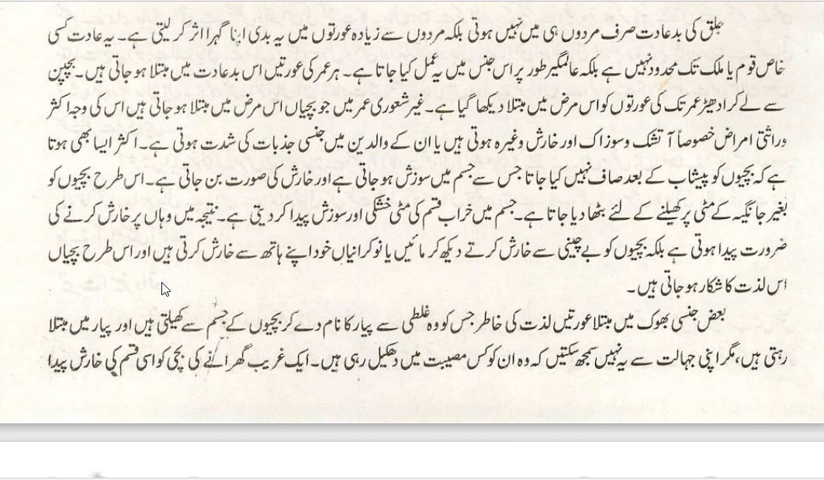 جلق کی بدعادت صرف مردوں ہی میں نہیں ہوتی بلکہ مردوں سے زیادہ عورتوں میں یہ بدی اپنا گہرا اثر کر لیتی ہے۔ یہ عادت کسی
خاص قوم یا ملک تک محدود نہیں ہے بلکہ عالمگیر طور پر اس جنس میں یہ عمل کیا جاتا ہے۔ ہر عمر کی عورتیں اس بدعادت میں مبتلا ہو جاتی ہیں۔ بچپن
سے لے کر ادھیڑ عمر تک کی عورتوں کو اس مرض میں مبتلا دیکھا گیا ہے۔ غیر شعوری عمر میں جو بچیاں اس مرض میں مبتلا ہو جاتی ہیں اس کی وجہ اکثر
وراثتی امراض خصوصاً آتشک و سوزاک اور خارش وغیرہ ہوتی ہیں یا ان کے والدین میں جنسی جذبات کی شدت ہوتی ہے۔ اکثر ایسا بھی ہوتا
ہے کہ بچیوں کو پیشاب کے بعد صاف نہیں کیا جاتا جس سے جسم میں سوزش ہو جاتی ہے اور خارش کی صورت بن جاتی ہے۔ اس طرح بچیوں کو
بغیر جانگیہ کے مٹی پر کھیلنے کے لئے بٹھا دیا جاتا ہے۔ جسم میں خراب قسم کی مٹی خشکی اور سوزش پیدا کر دیتی ہے۔ نتیجہ میں وہاں پر خارش کرنے کی
ضرورت پیدا ہوتی ہے بلکہ بچیوں کو بے چینی سے خارش کرتے دیکھ کر مائیں یا نوکرانیاں خود اپنے ہاتھ سے خارش کرتی ہیں اور اس طرح بچیاں
اس لذت کا شکار ہو جاتی ہیں۔
بعض جنسی بھوک میں مبتلا عورتیں لذت کی خاطر جس کو وہ غلطی سے پیار کا نام دے کر بچیوں کے جسم سے کھیلتی ہیں اور پیار میں مبتلا
رہتی ہیں، مگر اپنی جہالت سے یہ نہیں سمجھ سکتیں کہ وہ ان کو کس مصیبت میں دھکیل رہی ہیں۔ ایک غریب گھرانے کی بچی کو اسی قسم کی خارش پیدا